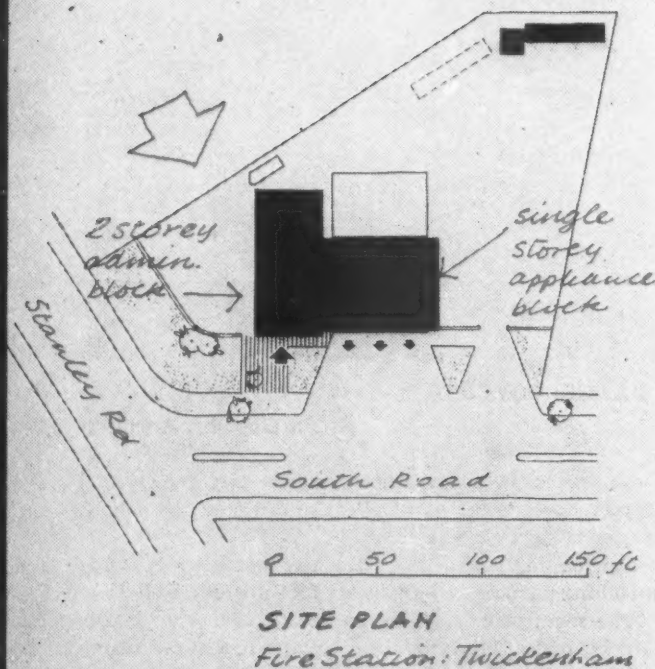 2 storey
admin.
block
single
storey
appliance
block
Stanley Rd
South Road
0 50 100 150 ft
SITE PLAN
Fire Station: Twickenham